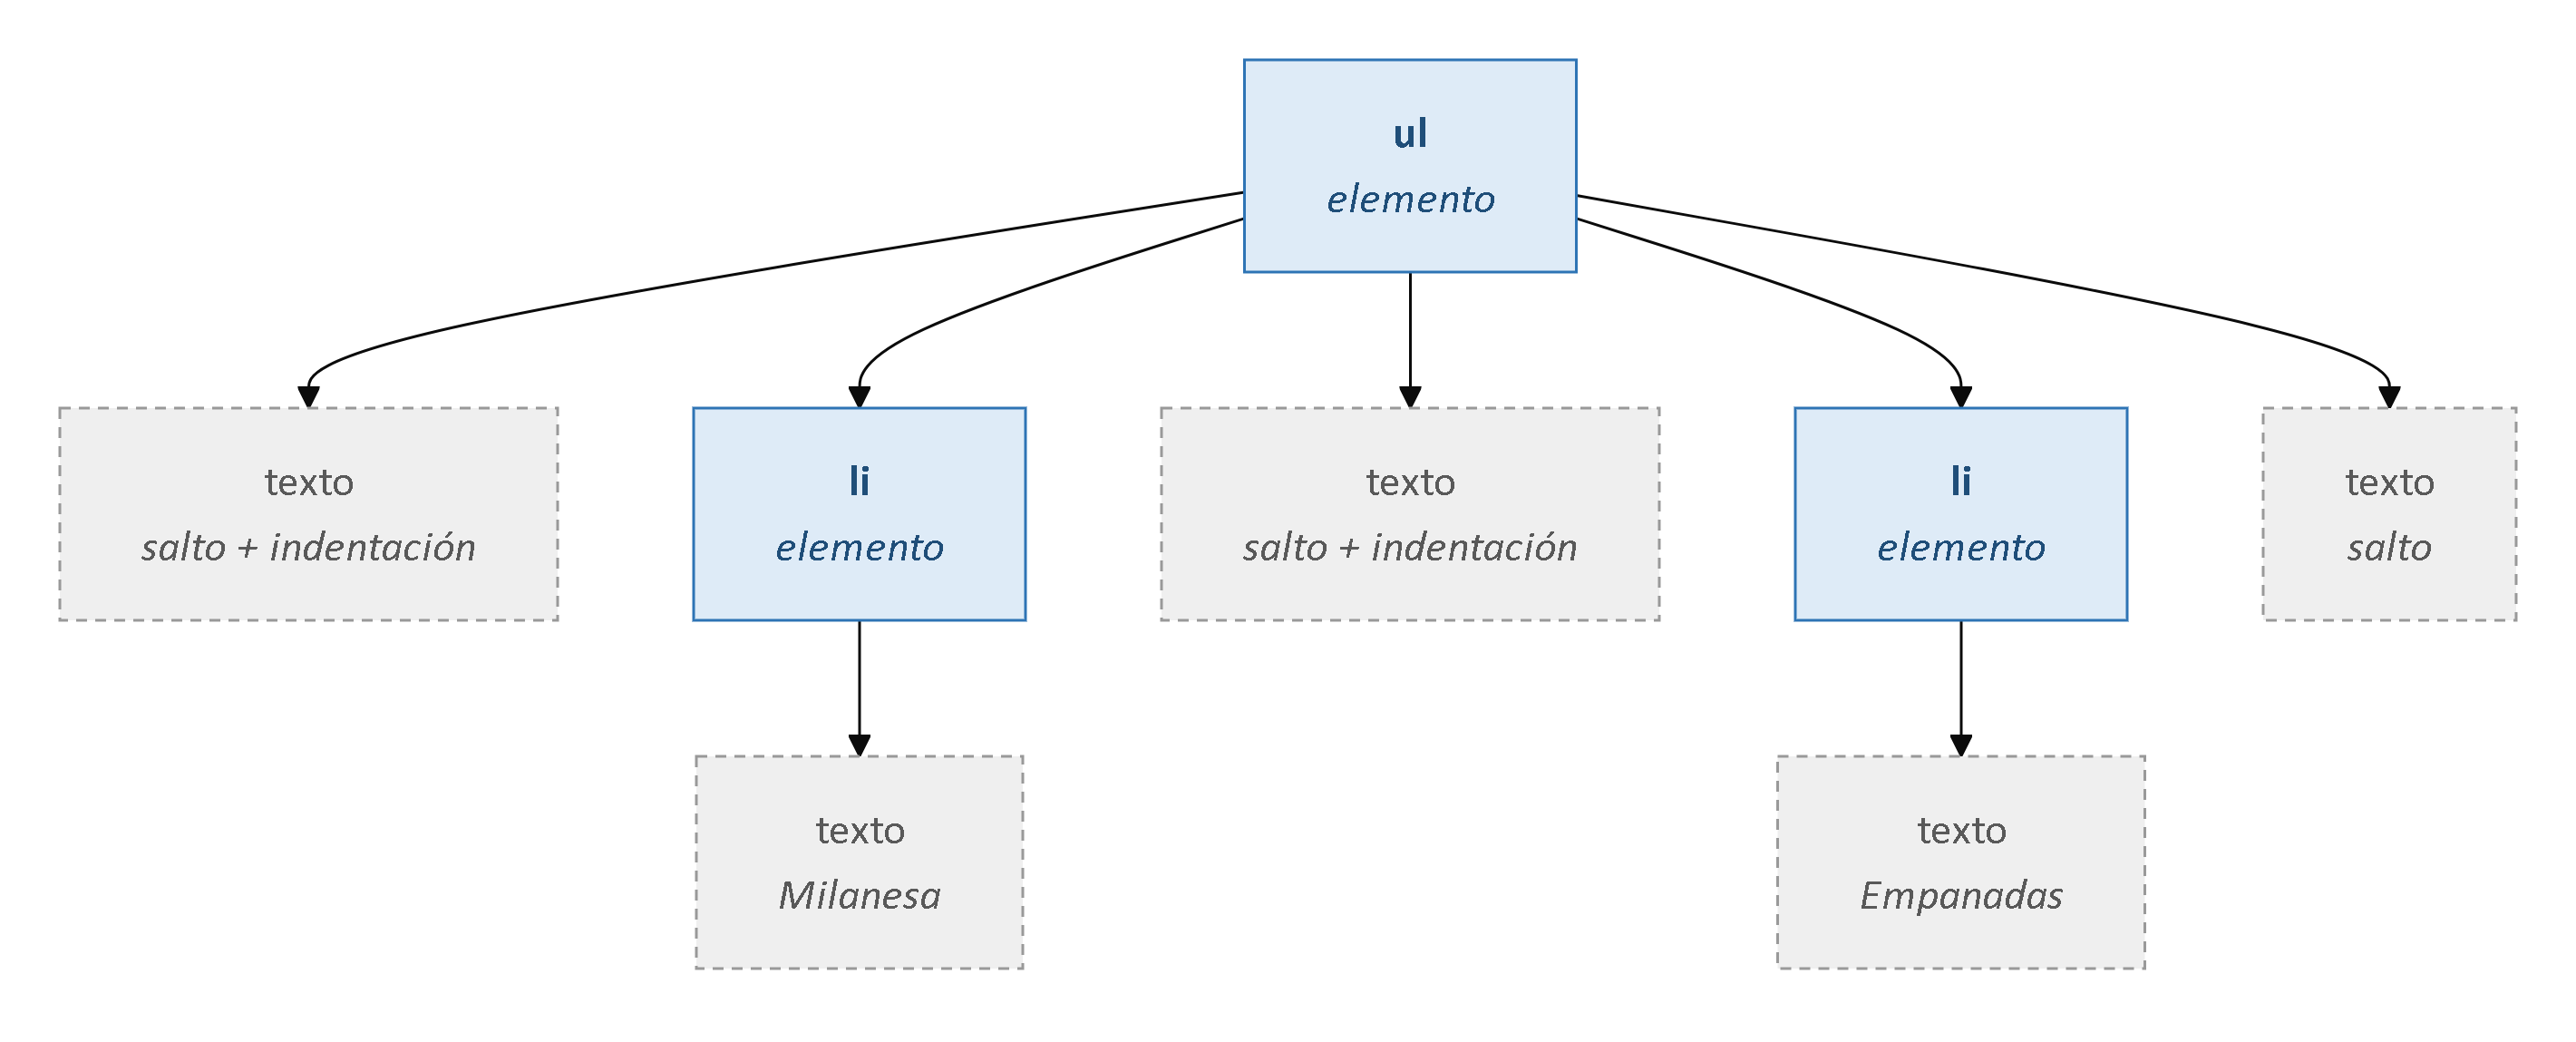 ul
elemento
texto
salto + indentación
li
elemento
texto
salto + indentación
li
elemento
texto
salto
texto
Milanesa
texto
Empanadas